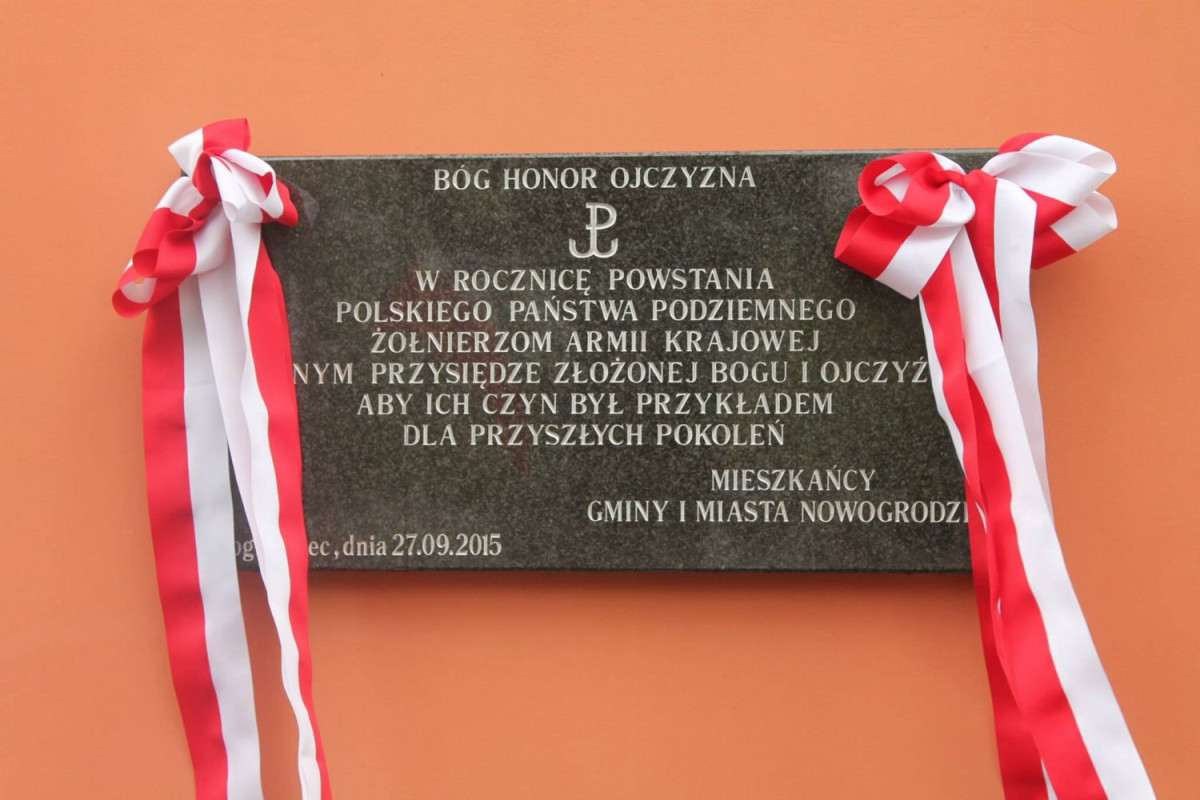 BÓG HONOR OJCZYZNA
W ROCZNICĘ POWSTANIA
POLSKIEGO PAŃSTWA PODZIEMNEGO
ŻOŁNIERZOM ARMII KRAJOWEJ
PRZYSIĘDZE ZŁOŻONEJ BOGU I
ABY ICH CZYN BYŁ PRZYKŁADEM
DLA PRZYSZŁYCH POKOLEŃ
MIESZKAŃCY
GMINY I MIASTA
dnia 27.09.2015